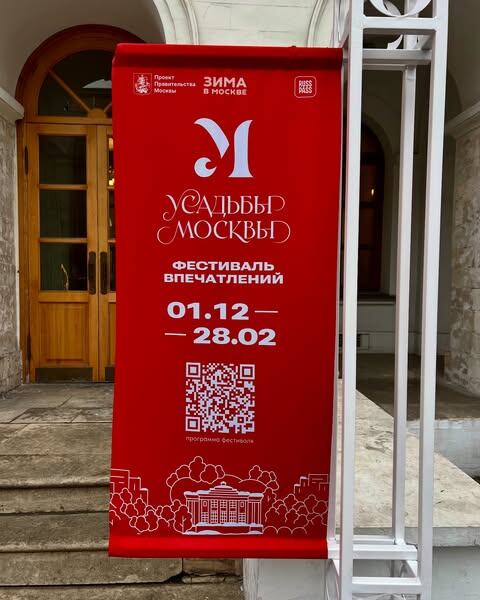 Проект
Правительства
Москвы
ЗИМА
В МОСКВЕ
RUSS
PASS
М
УСАДЬБЫ
МОСКВЫ
ФЕСТИВАЛЬ
ВПЕЧАТЛЕНИЙ
01.12 —
— 28.02
программа фестиваля